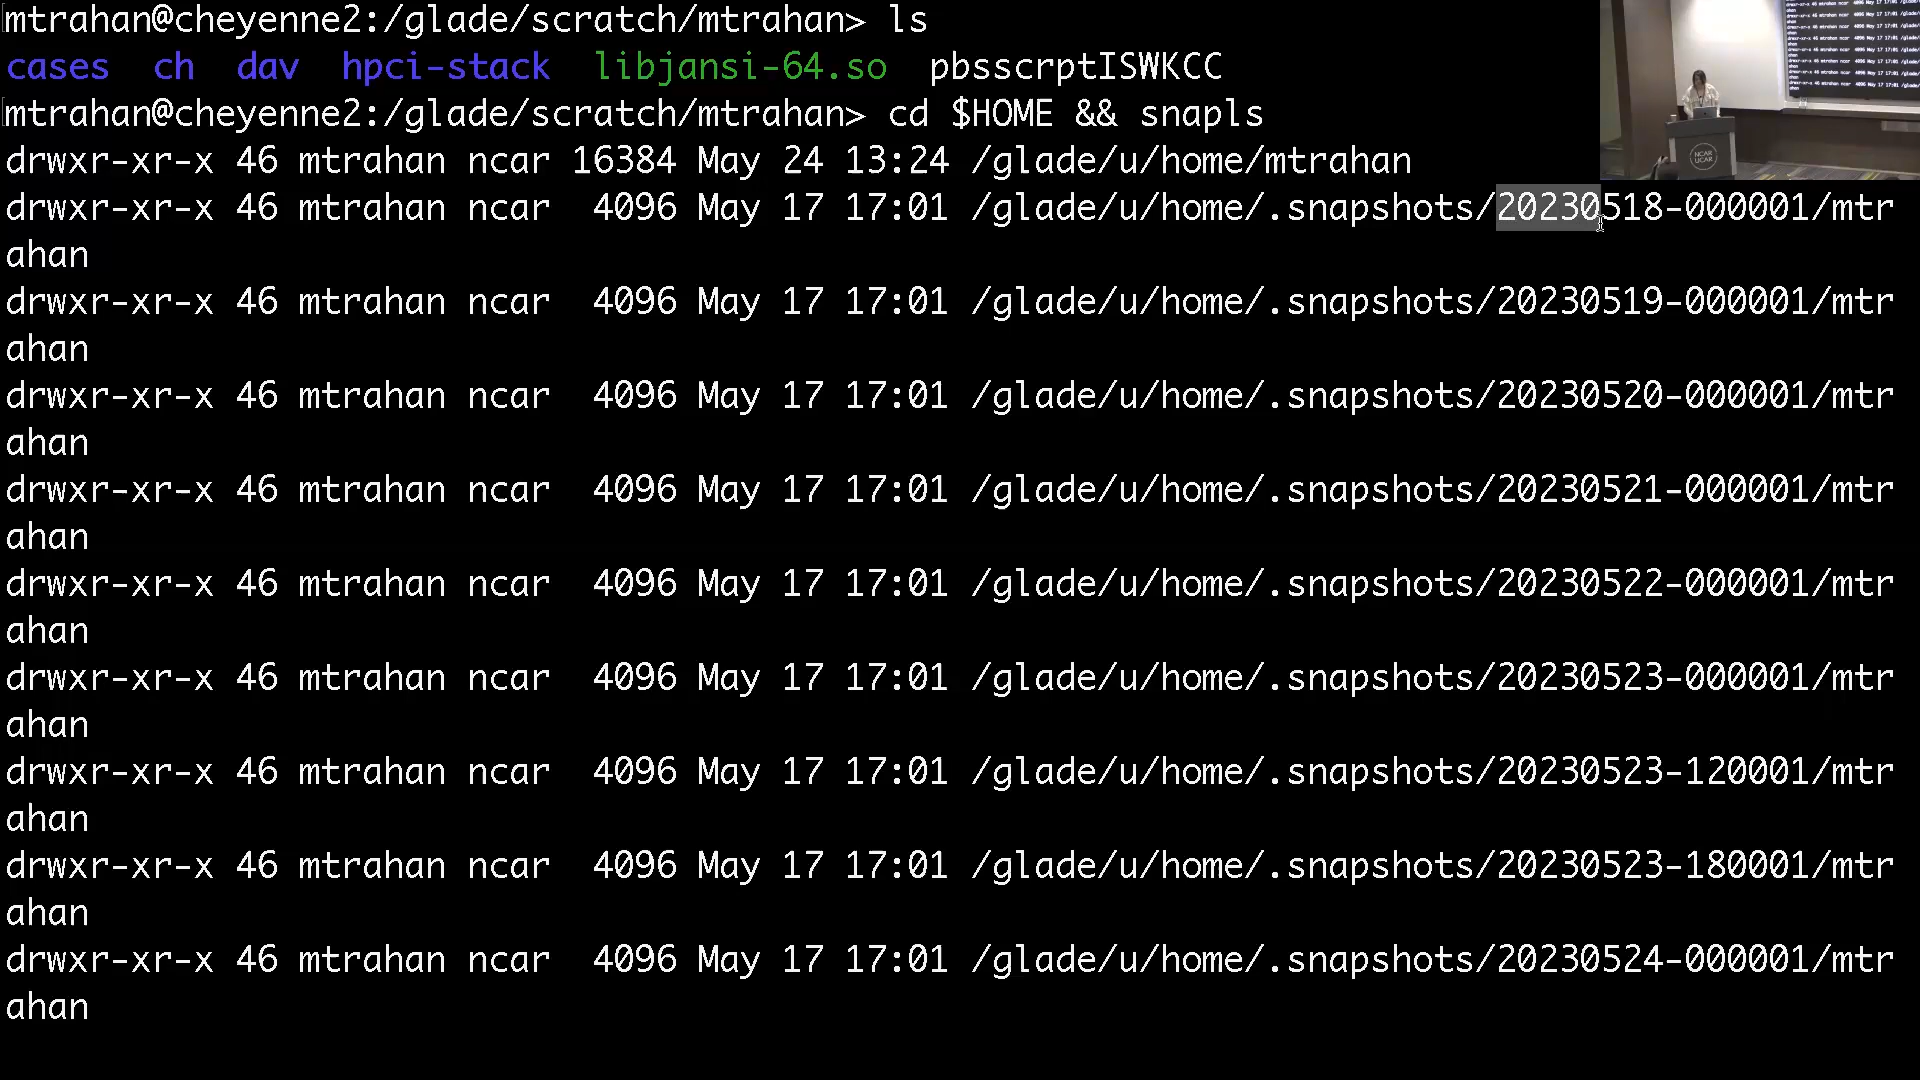 mtrahan@cheyenne2:/glade/scratch/mtrahan> ls
cases ch dav hpci-stack libjansi-64.so pbsscrptISWKCC
mtrahan@cheyenne2:/glade/scratch/mtrahan> cd $HOME && snapls
drwxr-xr-x 46 mtrahan ncar 16384 May 24 13:24 /glade/u/home/mtrahan
drwxr-xr-x 46 mtrahan ncar 4096 May 17 17:01 /glade/u/home/.snapshots/20230518-000001/mtr
ahan
drwxr-xr-x 46 mtrahan ncar 4096 May 17 17:01 /glade/u/home/.snapshots/20230519-000001/mtr
ahan
drwxr-xr-x 46 mtrahan ncar 4096 May 17 17:01 /glade/u/home/.snapshots/20230520-000001/mtr
ahan
drwxr-xr-x 46 mtrahan ncar 4096 May 17 17:01 /glade/u/home/.snapshots/20230521-000001/mtr
ahan
drwxr-xr-x 46 mtrahan ncar 4096 May 17 17:01 /glade/u/home/.snapshots/20230522-000001/mtr
ahan
drwxr-xr-x 46 mtrahan ncar 4096 May 17 17:01 /glade/u/home/.snapshots/20230523-000001/mtr
ahan
drwxr-xr-x 46 mtrahan ncar 4096 May 17 17:01 /glade/u/home/.snapshots/20230523-120001/mtr
ahan
drwxr-xr-x 46 mtrahan ncar 4096 May 17 17:01 /glade/u/home/.snapshots/20230523-180001/mtr
ahan
drwxr-xr-x 46 mtrahan ncar 4096 May 17 17:01 /glade/u/home/.snapshots/20230524-000001/mtr
ahan
NCAR
UCAR